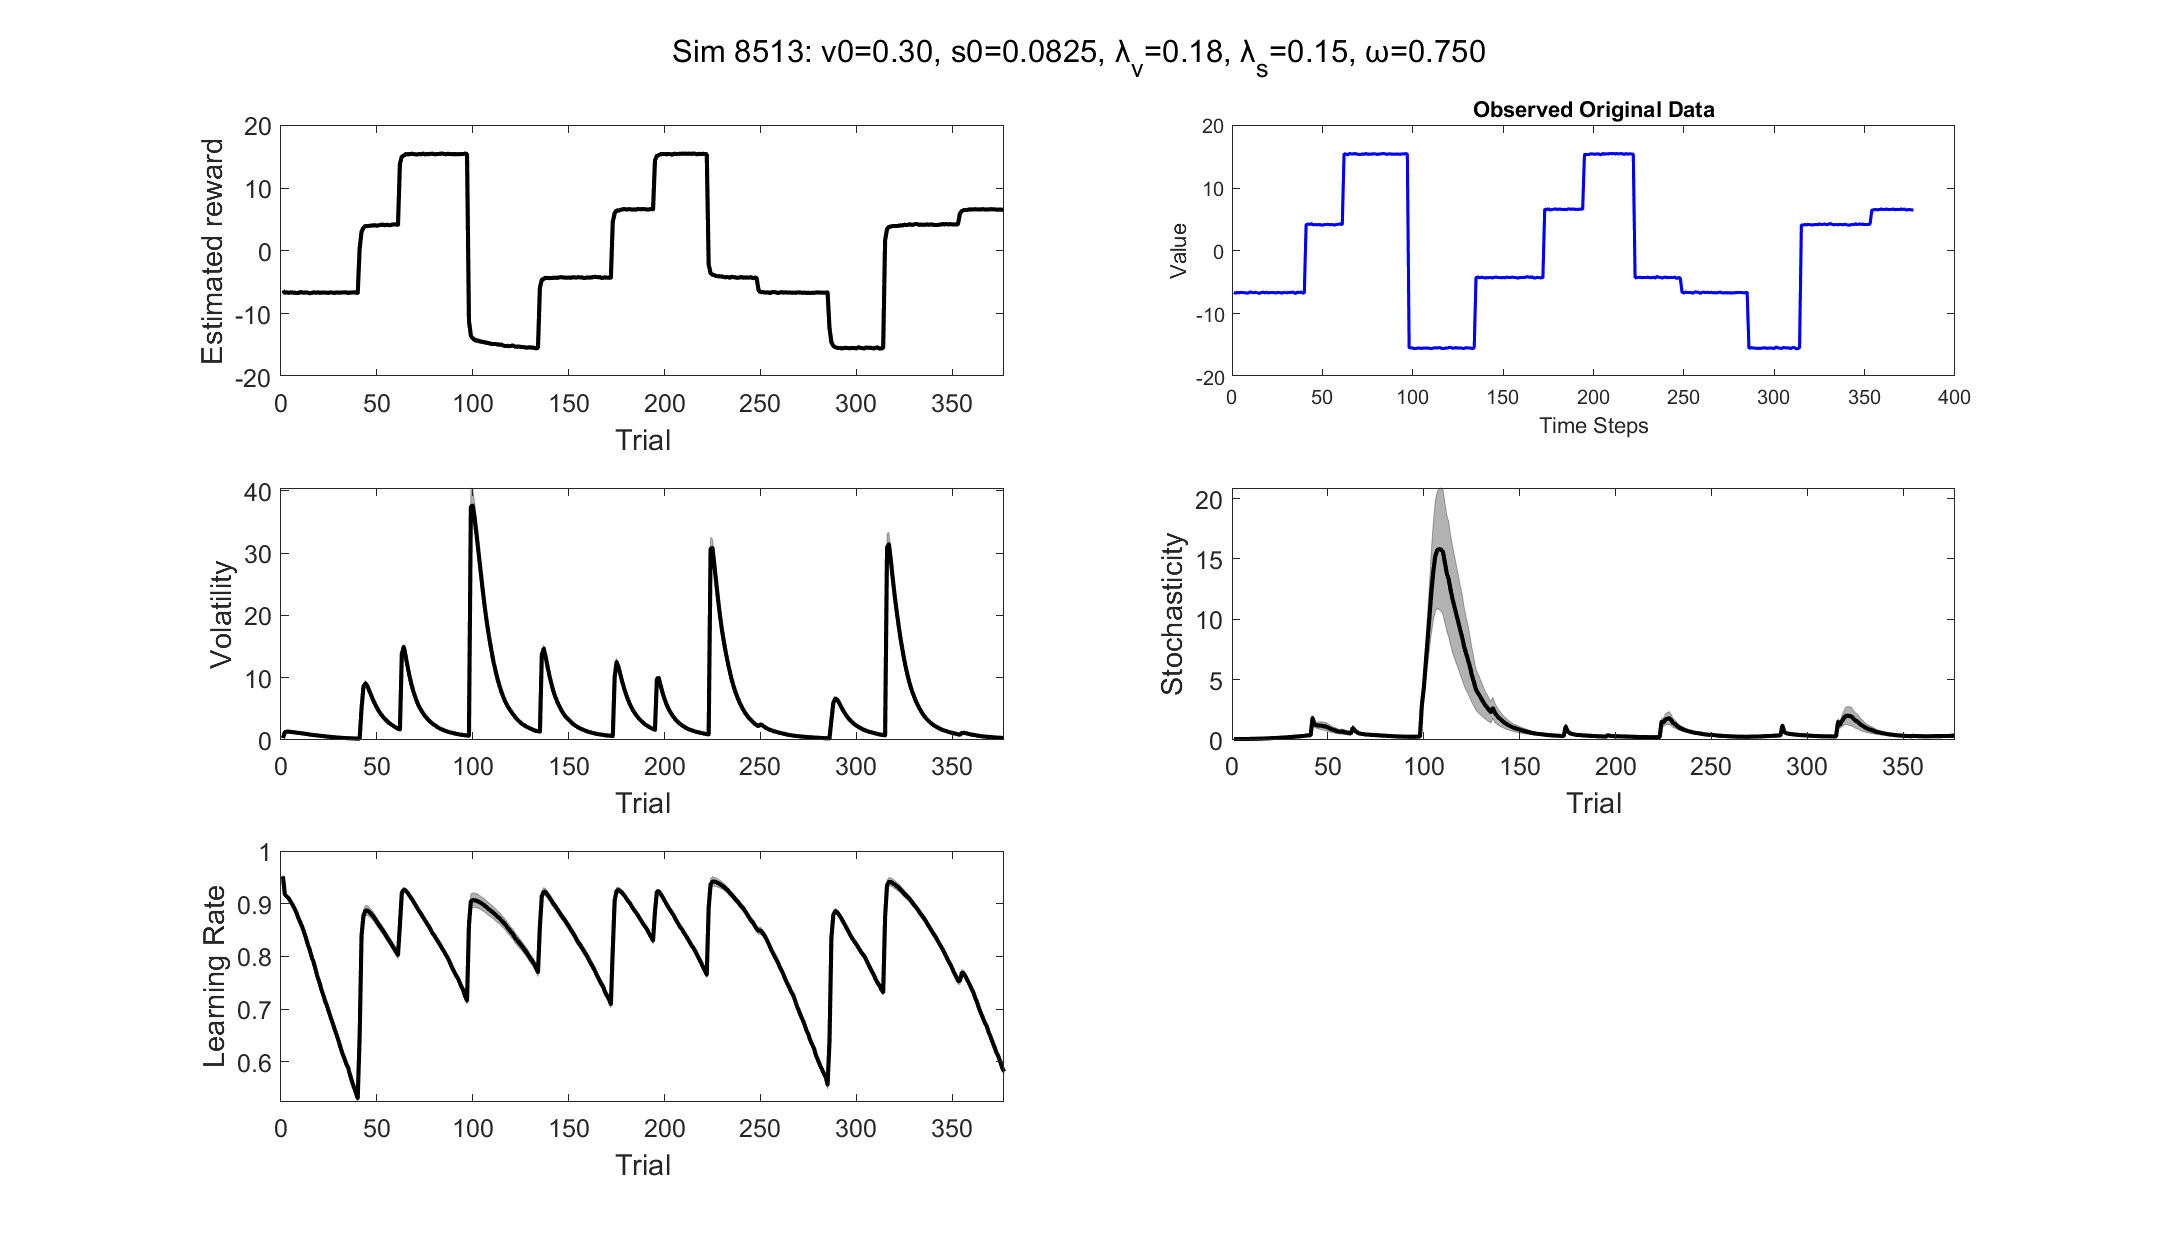 Sim 8513: v0=0.30, s0=0.0825, λv=0.18, λs=0.15, ω=0.750
Estimated reward
20
10
0
-10
-20
0 50 100 150 200 250 300 350
Trial
Observed Original Data
Value
20
10
0
-10
-20
0 50 100 150 200 250 300 350 400
Time Steps
Volatility
40
30
20
10
0
0 50 100 150 200 250 300 350
Trial
Stochasticity
20
15
10
5
0
0 50 100 150 200 250 300 350
Trial
Learning Rate
1
0.9
0.8
0.7
0.6
0 50 100 150 200 250 300 350
Trial